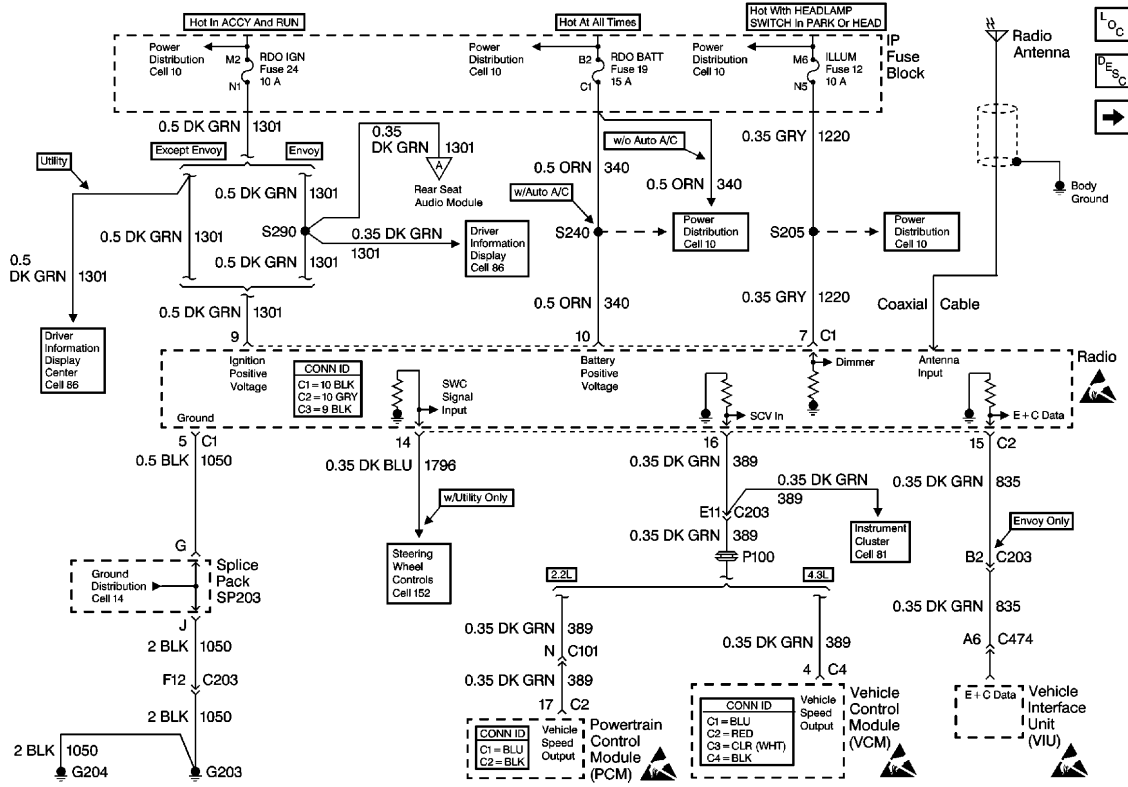 Hot In ACCY And RUN
Hot At All Times
Hot With HEADLAMP
SWITCH In PARK Or HEAD
Radio
Antenna
L O C
D E S C
Power
Distribution
Cell 10
M2
RDO IGN
Fuse 24
10 A
N1
Power
Distribution
Cell 10
B2
RDO BATT
Fuse 19
15 A
C1
Power
Distribution
Cell 10
M6
ILLUM
Fuse 12
10 A
N5
IP
Fuse
Block
0.5 DK GRN 1301
0.35
DK GRN 1301
0.35 GRY 1220
Utility
Except Envoy
Envoy
w/o Auto A/C
A
Rear Seat
Audio Module
0.5 ORN 340
w/Auto A/C
0.5 ORN 340
Body
Ground
0.5 DK GRN 1301
0.5 DK GRN 1301
S290
0.35 DK GRN
1301
Driver
Information
Display
Cell 86
S240
Power
Distribution
Cell 10
S205
Power
Distribution
Cell 10
0.5
DK GRN 1301
0.5 DK GRN 1301
0.5 DK GRN 1301
0.5 ORN 340
0.35 GRY 1220
Coaxial Cable
9
10
7 C1
Driver
Information
Display
Center
Cell 86
Ignition
Positive
Voltage
CONN ID
C1 = 10 BLK
C2 = 10 GRY
C3 = 9 BLK
SWC
Signal
Input
Battery
Positive
Voltage
SCV In
Dimmer
Antenna
Input
E + C Data
Radio
Ground
5 C1
14
16
15 C2
0.5 BLK 1050
0.35 DK BLU 1796
0.35 DK GRN 389
0.35 DK GRN
389
0.35 DK GRN 835
w/Utility Only
E11 C203
0.35 DK GRN 389
Instrument
Cluster
Cell 81
Envoy Only
B2 C203
G
Ground
Distribution
Cell 14
Splice
Pack
SP203
Steering
Wheel
Controls
Cell 152
P100
2.2L
4.3L
0.35 DK GRN 835
J
2 BLK 1050
0.35 DK GRN 389
0.35 DK GRN 389
A6 C474
N C101
F12 C203
0.35 DK GRN 389
4 C4
2 BLK 1050
17 C2
2 BLK 1050
G204
G203
CONN ID
C1 = BLU
C2 = BLK
Vehicle
Speed
Output
Powertrain
Control
Module
(PCM)
CONN ID
C1 = BLU
C2 = RED
C3 = CLR (WHT)
C4 = BLK
Vehicle
Speed
Output
Vehicle
Control
Module
(VCM)
E + C Data
Vehicle
Interface
Unit
(VIU)